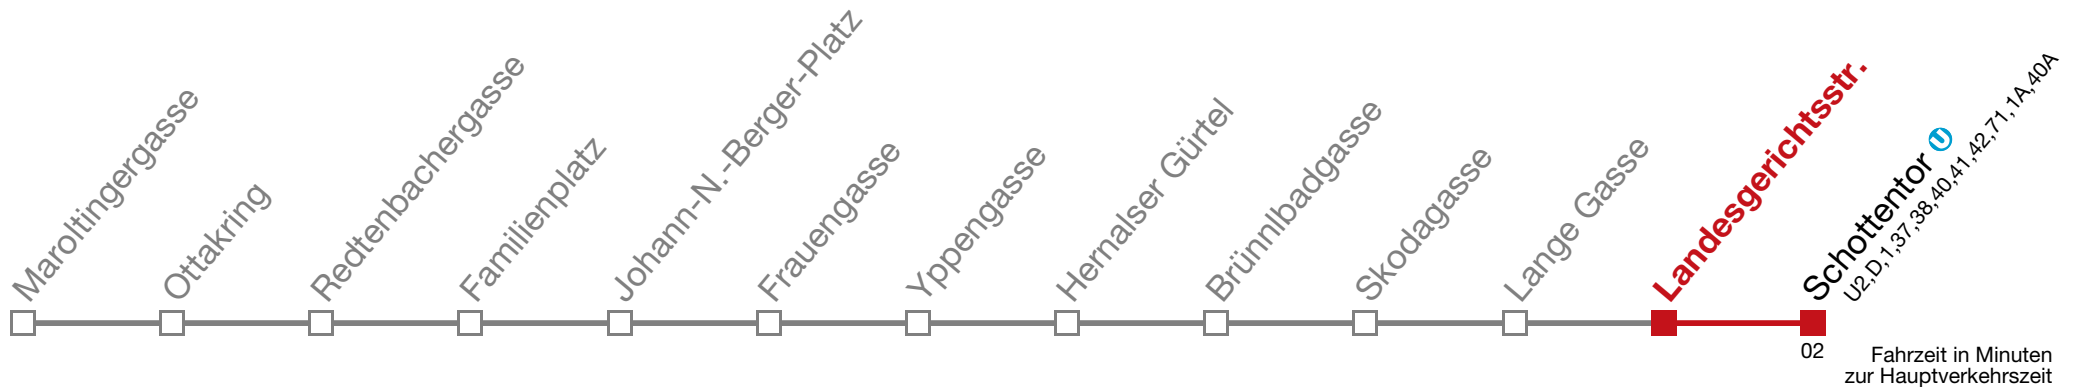 Maroltingergasse
Ottakring
Redtenbachergasse
Familienplatz
Johann-N.-Berger-Platz
Frauengasse
Yppengasse
Hernalser Gürtel
Brünnlbadgasse
Skodagasse
Lange Gasse
Landesgerichtsstr.
Schottentor U
U2,D,1,37,38,40,41,42,71,1A,40A
02
Fahrzeit in Minuten
zur Hauptverkehrszeit